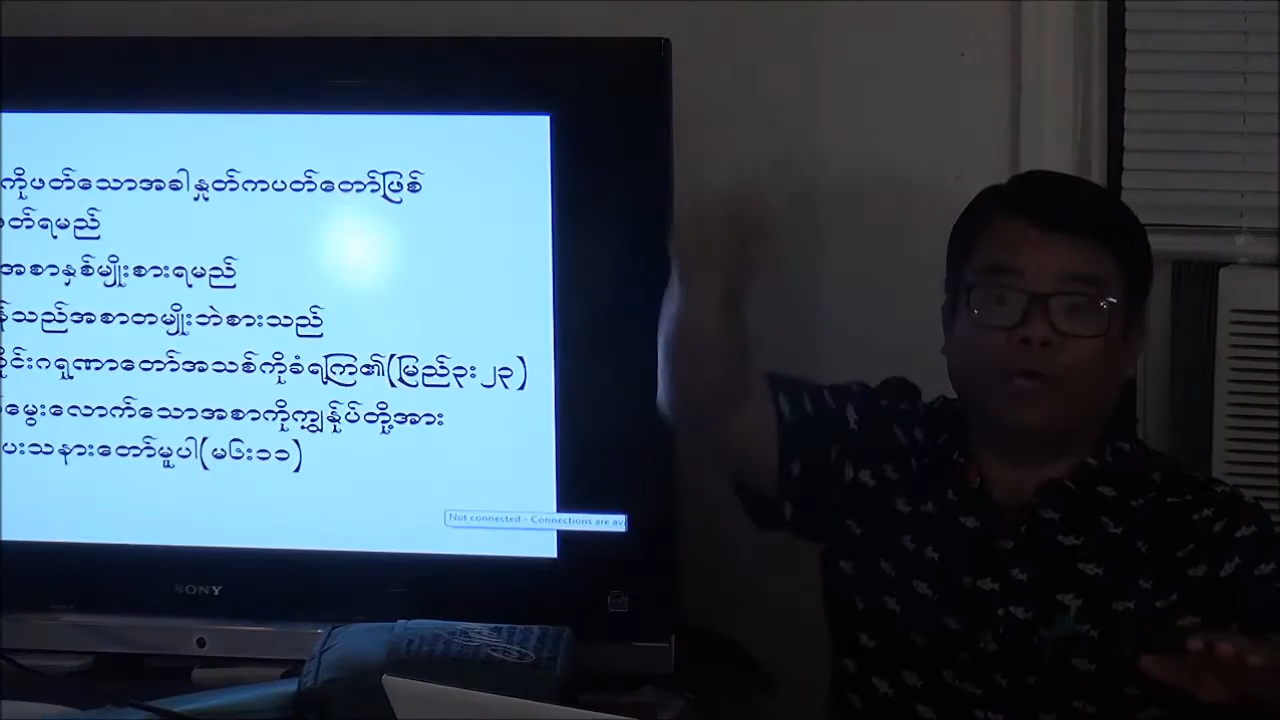 ကိုဖတ်သောအခါနှုတ်ကပတ်တော်ဖြစ်
ရမည်
အစာနှစ်မျိုးစားရမည်
သည်အစာတမျိုးဘဲစားသည်
ဂရုဏာတော်အသစ်ကိုခံရကြ၏(မြည်၃း၂၃)
မွေးလောက်သောအစာကိုကျွန်ုပ်တို့အား
ပေးသနားတော်မူပါ(မ၆း၁၁)
Not connected - Connections are
SONY